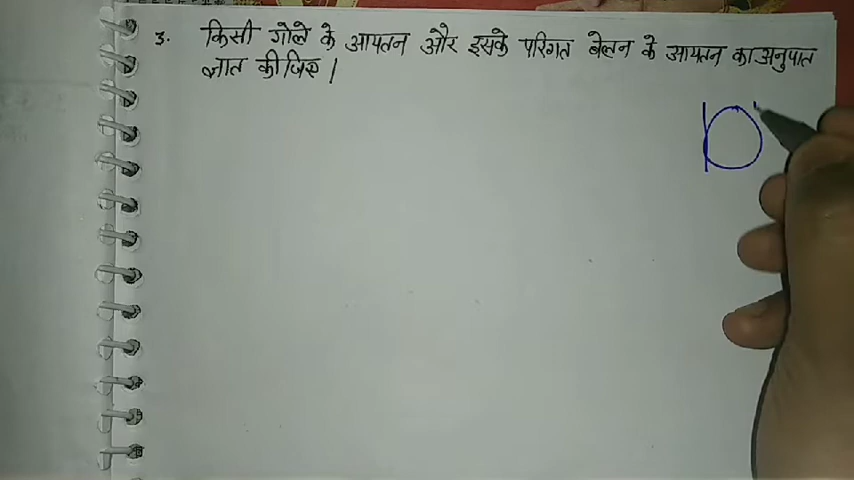 3. किसी गोले के आयतन और इसके परिगत बेलन के आयतन का अनुपात
ज्ञात कीजिए।